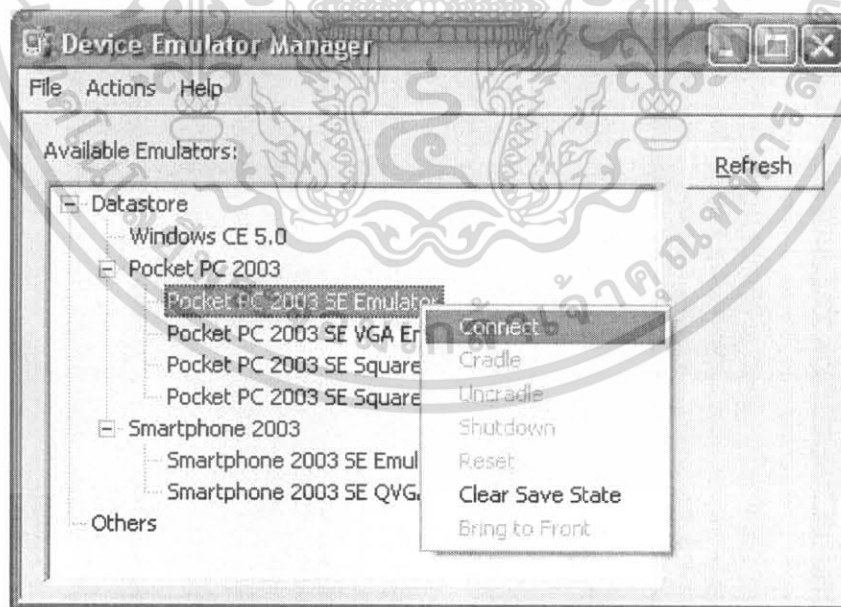 Device Emulator Manager
File Actions Help
Available Emulators:
Refresh
Datastore
Windows CE 5.0
Pocket PC 2003
Pocket PC 2003 SE Emulator
Pocket PC 2003 SE VGA Er
Pocket PC 2003 SE Square
Pocket PC 2003 SE Square
Smartphone 2003
Smartphone 2003 SE Emul
Smartphone 2003 SE QVG
Others
Connect
Cradle
Uncradle
Shutdown
Reset
Clear Save State
Bring to Front